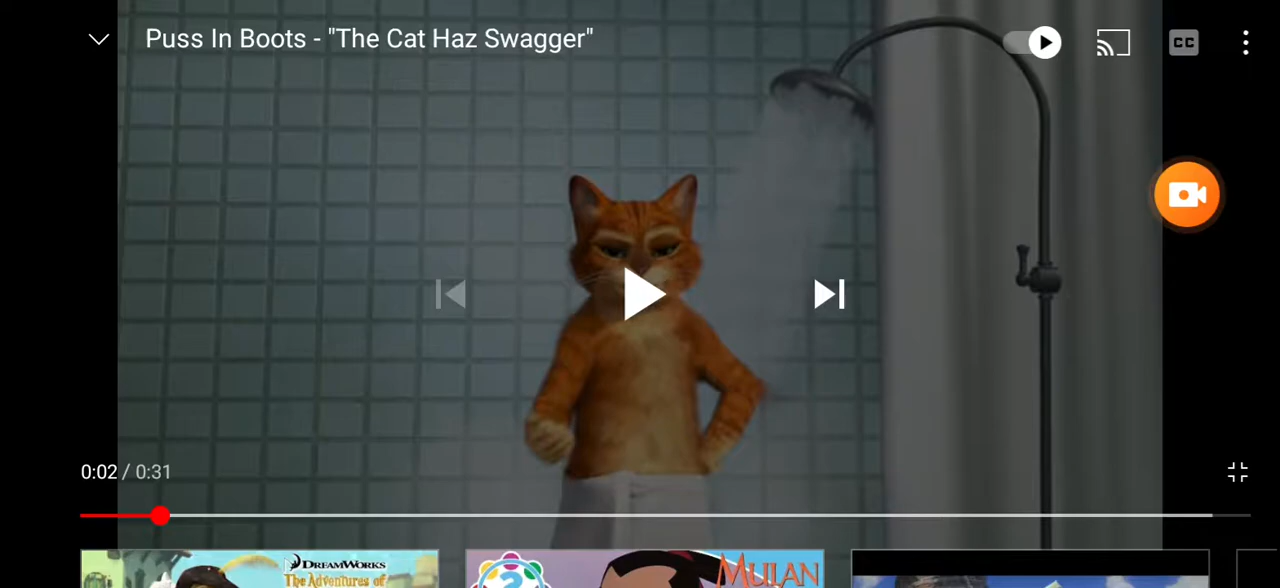 Puss In Boots - "The Cat Haz Swagger"
CC
0:02 / 0:31
DREAMWORKS
The Adventures of
?
MULAN